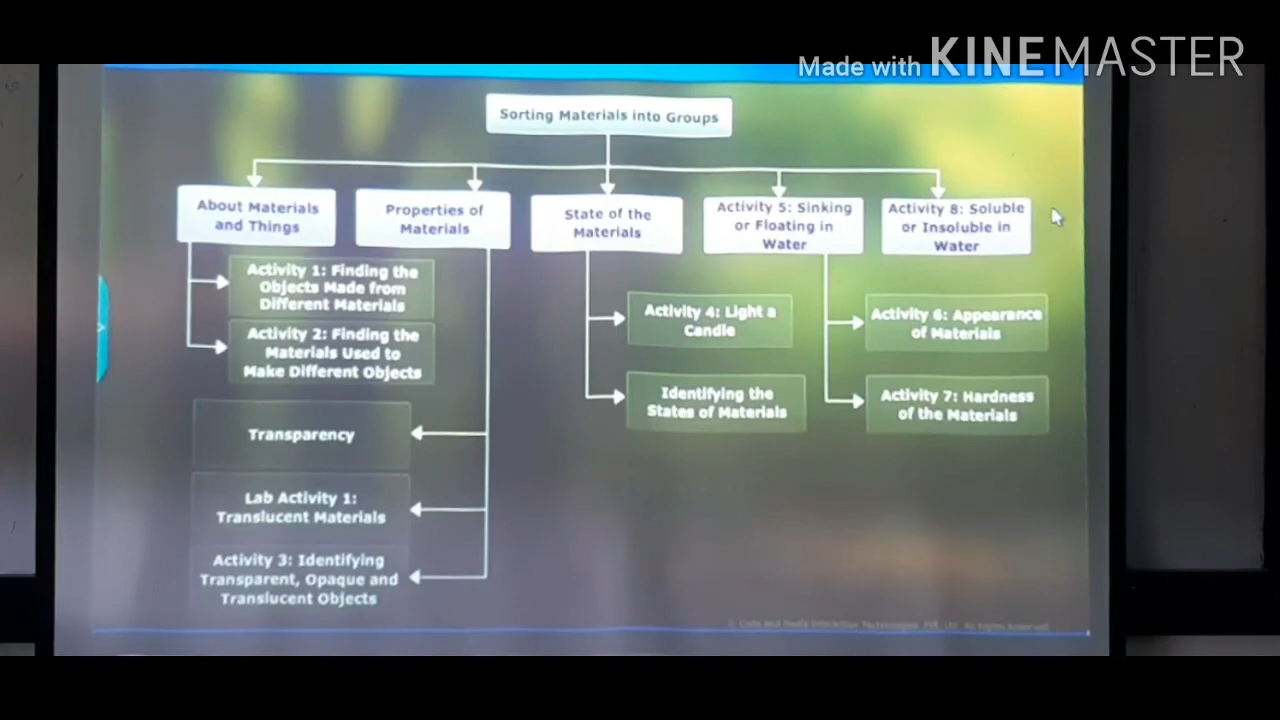 Made with KINEMASTER
Sorting Materials into Groups
About Materials
and Things
Properties of
Materials
State of the
Materials
Activity 5: Sinking
or Floating in
Water
Activity 8: Soluble
or Insoluble in
Water
Activity 1: Finding the
Objects Made from
Different Materials
Activity 2: Finding the
Materials Used to
Make Different Objects
Transparency
Lab Activity 1:
Translucent Materials
Activity 3: Identifying
Transparent, Opaque and
Translucent Objects
Activity 4: Light a
Candle
Identifying the
States of Materials
Activity 6: Appearance
of Materials
Activity 7: Hardness
of the Materials